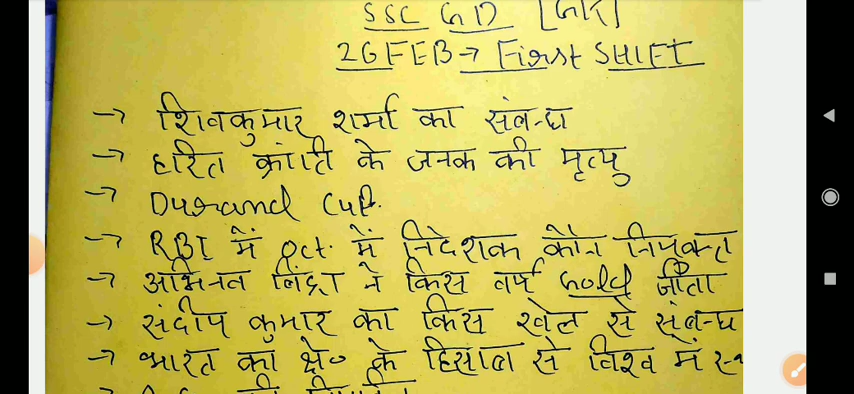 SSC GD [GK]
26 FEB → First SHIFT
→ शिवकुमार शर्मा का संबन्ध
→ हरित क्रांति के जनक की मृत्यु
→ Durand Cup.
→ RBI में Oct. में निदेशक कौन नियुक्त
→ अभिनव बिंद्रा ने किस वर्ष Gold जीता
→ संदीप कुमार का किस खेल से संबन्ध
→ भारत का क्षे० के हिसाब से विश्व में